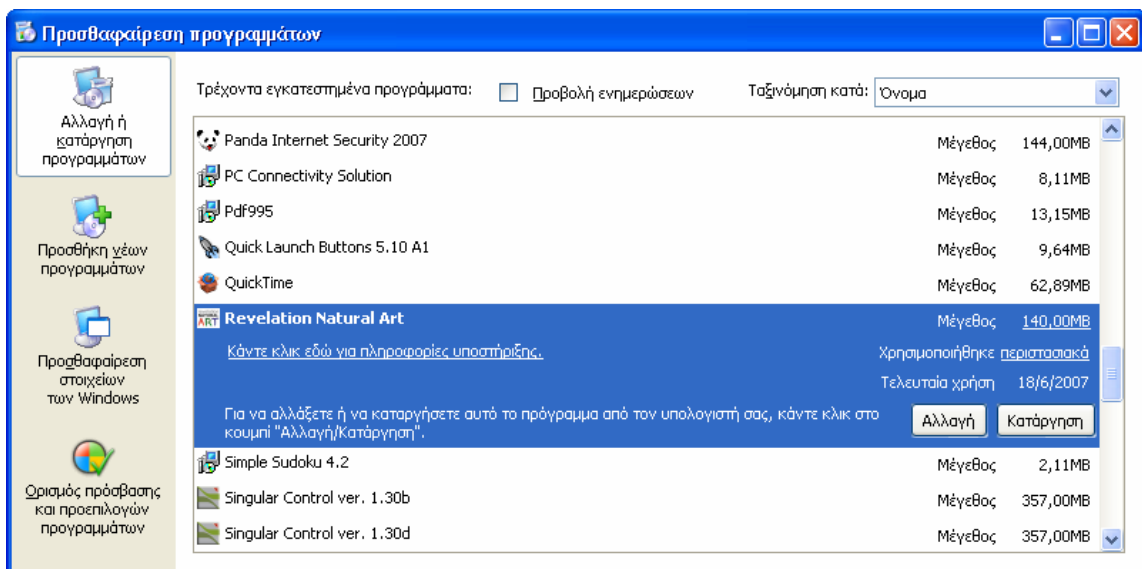 Προσθαφαίρεση προγραμμάτων
Αλλαγή ή
κατάργηση
προγραμμάτων
Προσθήκη νέων
προγραμμάτων
Προσθαφαίρεση
στοιχείων
των Windows
Ορισμός πρόσβασης
και προεπιλογών
προγραμμάτων
Τρέχοντα εγκατεστημένα προγράμματα: Προβολή ενημερώσεων Ταξινόμηση κατά: Όνομα
Panda Internet Security 2007 Μέγεθος 144,00MB
PC Connectivity Solution Μέγεθος 8,11MB
Pdf995 Μέγεθος 13,15MB
Quick Launch Buttons 5.10 A1 Μέγεθος 9,64MB
QuickTime Μέγεθος 62,89MB
ART Revelation Natural Art Μέγεθος 140,00MB
Κάντε κλικ εδώ για πληροφορίες υποστήριξης. Χρησιμοποιήθηκε περιστασιακά
Τελευταία χρήση 18/6/2007
Για να αλλάξετε ή να καταργήσετε αυτό το πρόγραμμα από τον υπολογιστή σας, κάντε κλικ στο
κουμπί "Αλλαγή/Κατάργηση". Αλλαγή Κατάργηση
Simple Sudoku 4.2 Μέγεθος 2,11MB
Singular Control ver. 1.30b Μέγεθος 357,00MB
Singular Control ver. 1.30d Μέγεθος 357,00MB